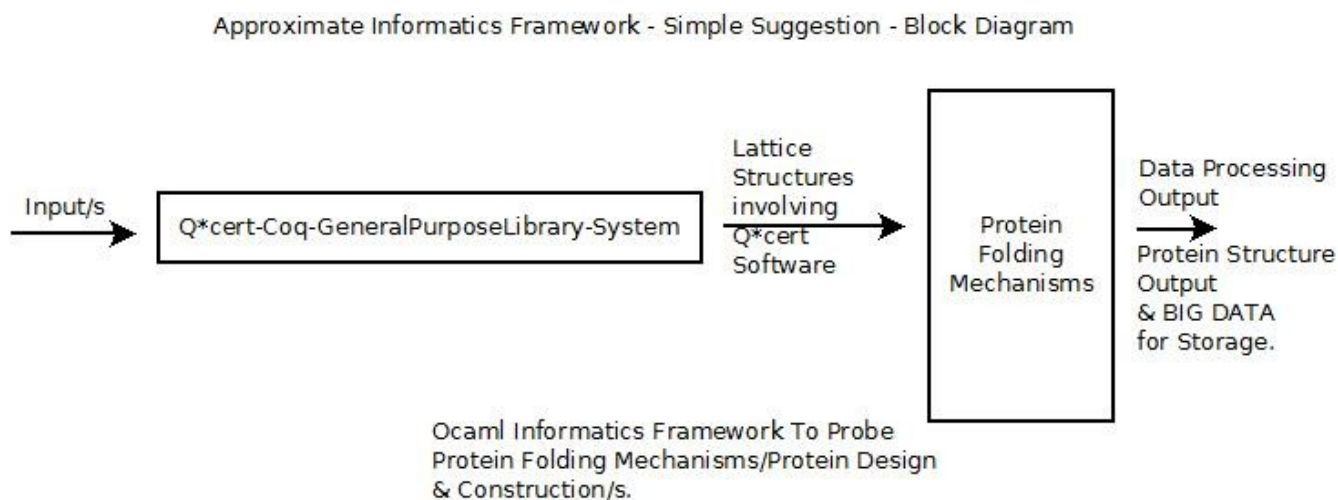 Approximate Informatics Framework - Simple Suggestion - Block Diagram
Input/s
Q*cert-Coq-GeneralPurposeLibrary-System
Lattice
Structures
involving
Q*cert
Software
Protein
Folding
Mechanisms
Data Processing
Output
Protein Structure
Output
& BIG DATA
for Storage.
Ocaml Informatics Framework To Probe
Protein Folding Mechanisms/Protein Design
& Construction/s.